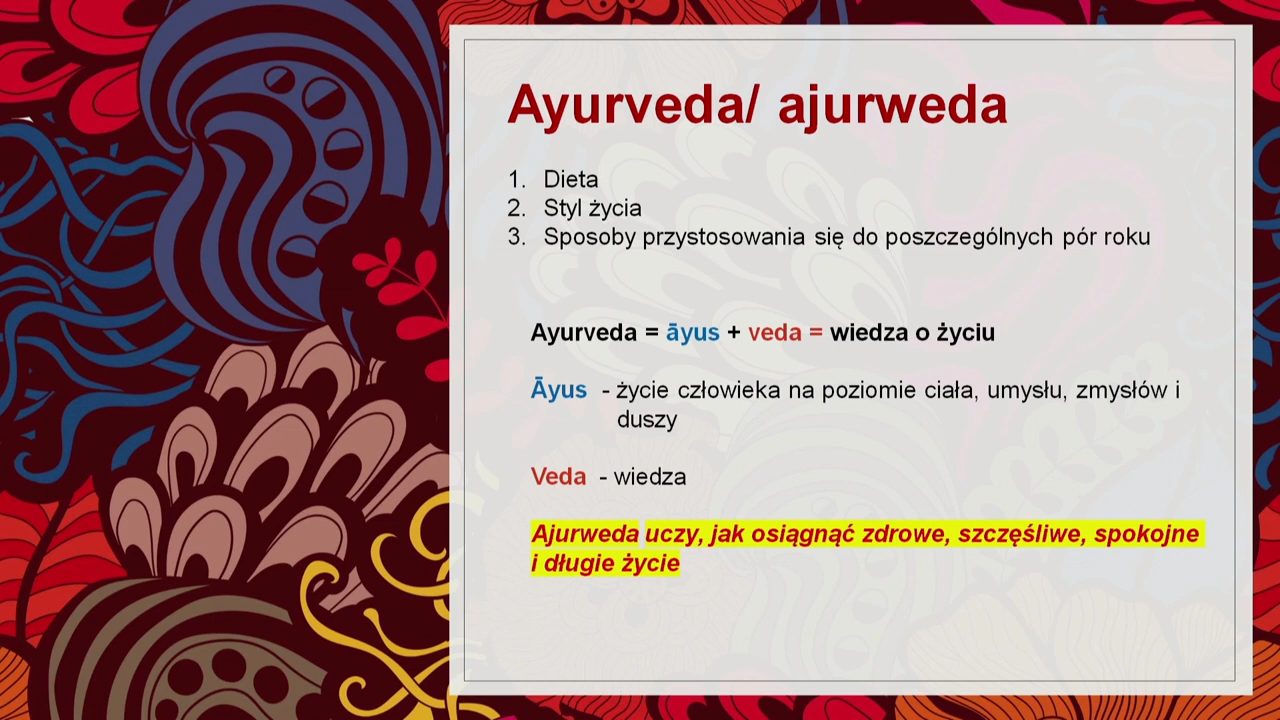 Ayurveda/ ajurweda
1. Dieta
2. Styl życia
3. Sposoby przystosowania się do poszczególnych pór roku
Ayurveda = āyus + veda = wiedza o życiu
Āyus - życie człowieka na poziomie ciała, umysłu, zmysłów i
duszy
Veda - wiedza
Ajurweda uczy, jak osiągnąć zdrowe, szczęśliwe, spokojne
i długie życie